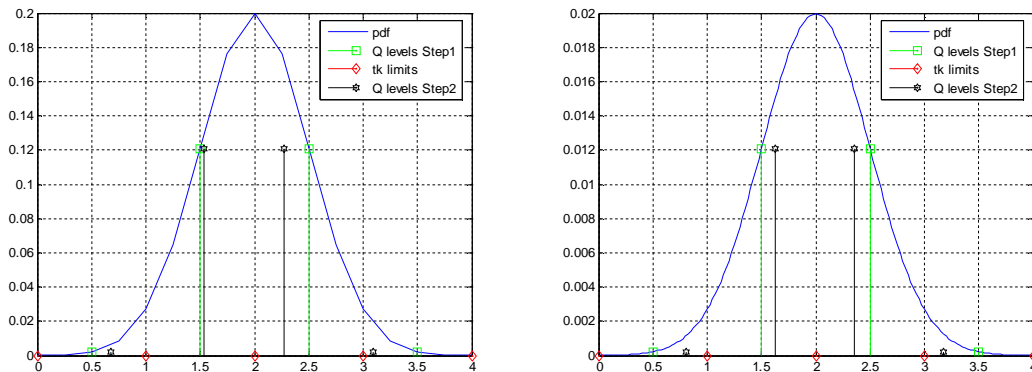 0.2
0.18
0.16
0.14
0.12
0.1
0.08
0.06
0.04
0.02
0
0 0.5 1 1.5 2 2.5 3 3.5 4
pdf
Q levels Step1
tk limits
Q levels Step2
0.02
0.018
0.016
0.014
0.012
0.01
0.008
0.006
0.004
0.002
0
0 0.5 1 1.5 2 2.5 3 3.5 4
pdf
Q levels Step1
tk limits
Q levels Step2